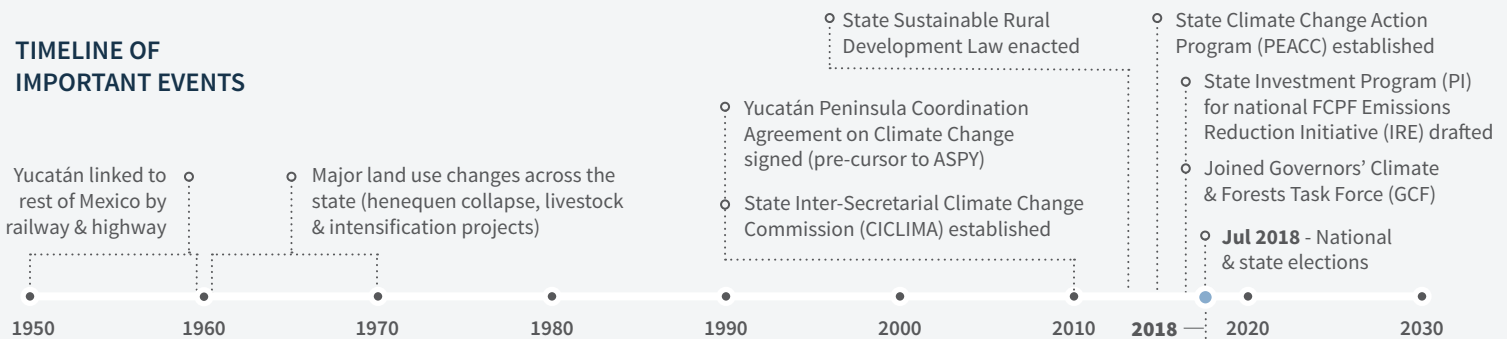 TIMELINE OF
IMPORTANT EVENTS
Yucatán linked to
rest of Mexico by
railway & highway
Major land use changes across the
state (henequen collapse, livestock
& intensification projects)
Yucatán Peninsula Coordination
Agreement on Climate Change
signed (pre-cursor to ASPY)
State Inter-Secretarial Climate Change
Commission (CICLIMA) established
State Sustainable Rural
Development Law enacted
State Climate Change Action
Program (PEACC) established
State Investment Program (PI)
for national FCPF Emissions
Reduction Initiative (IRE) drafted
Joined Governors’ Climate
& Forests Task Force (GCF)
Jul 2018 - National
& state elections
1950 1960 1970 1980 1990 2000 2010 2018 — 2020 2030